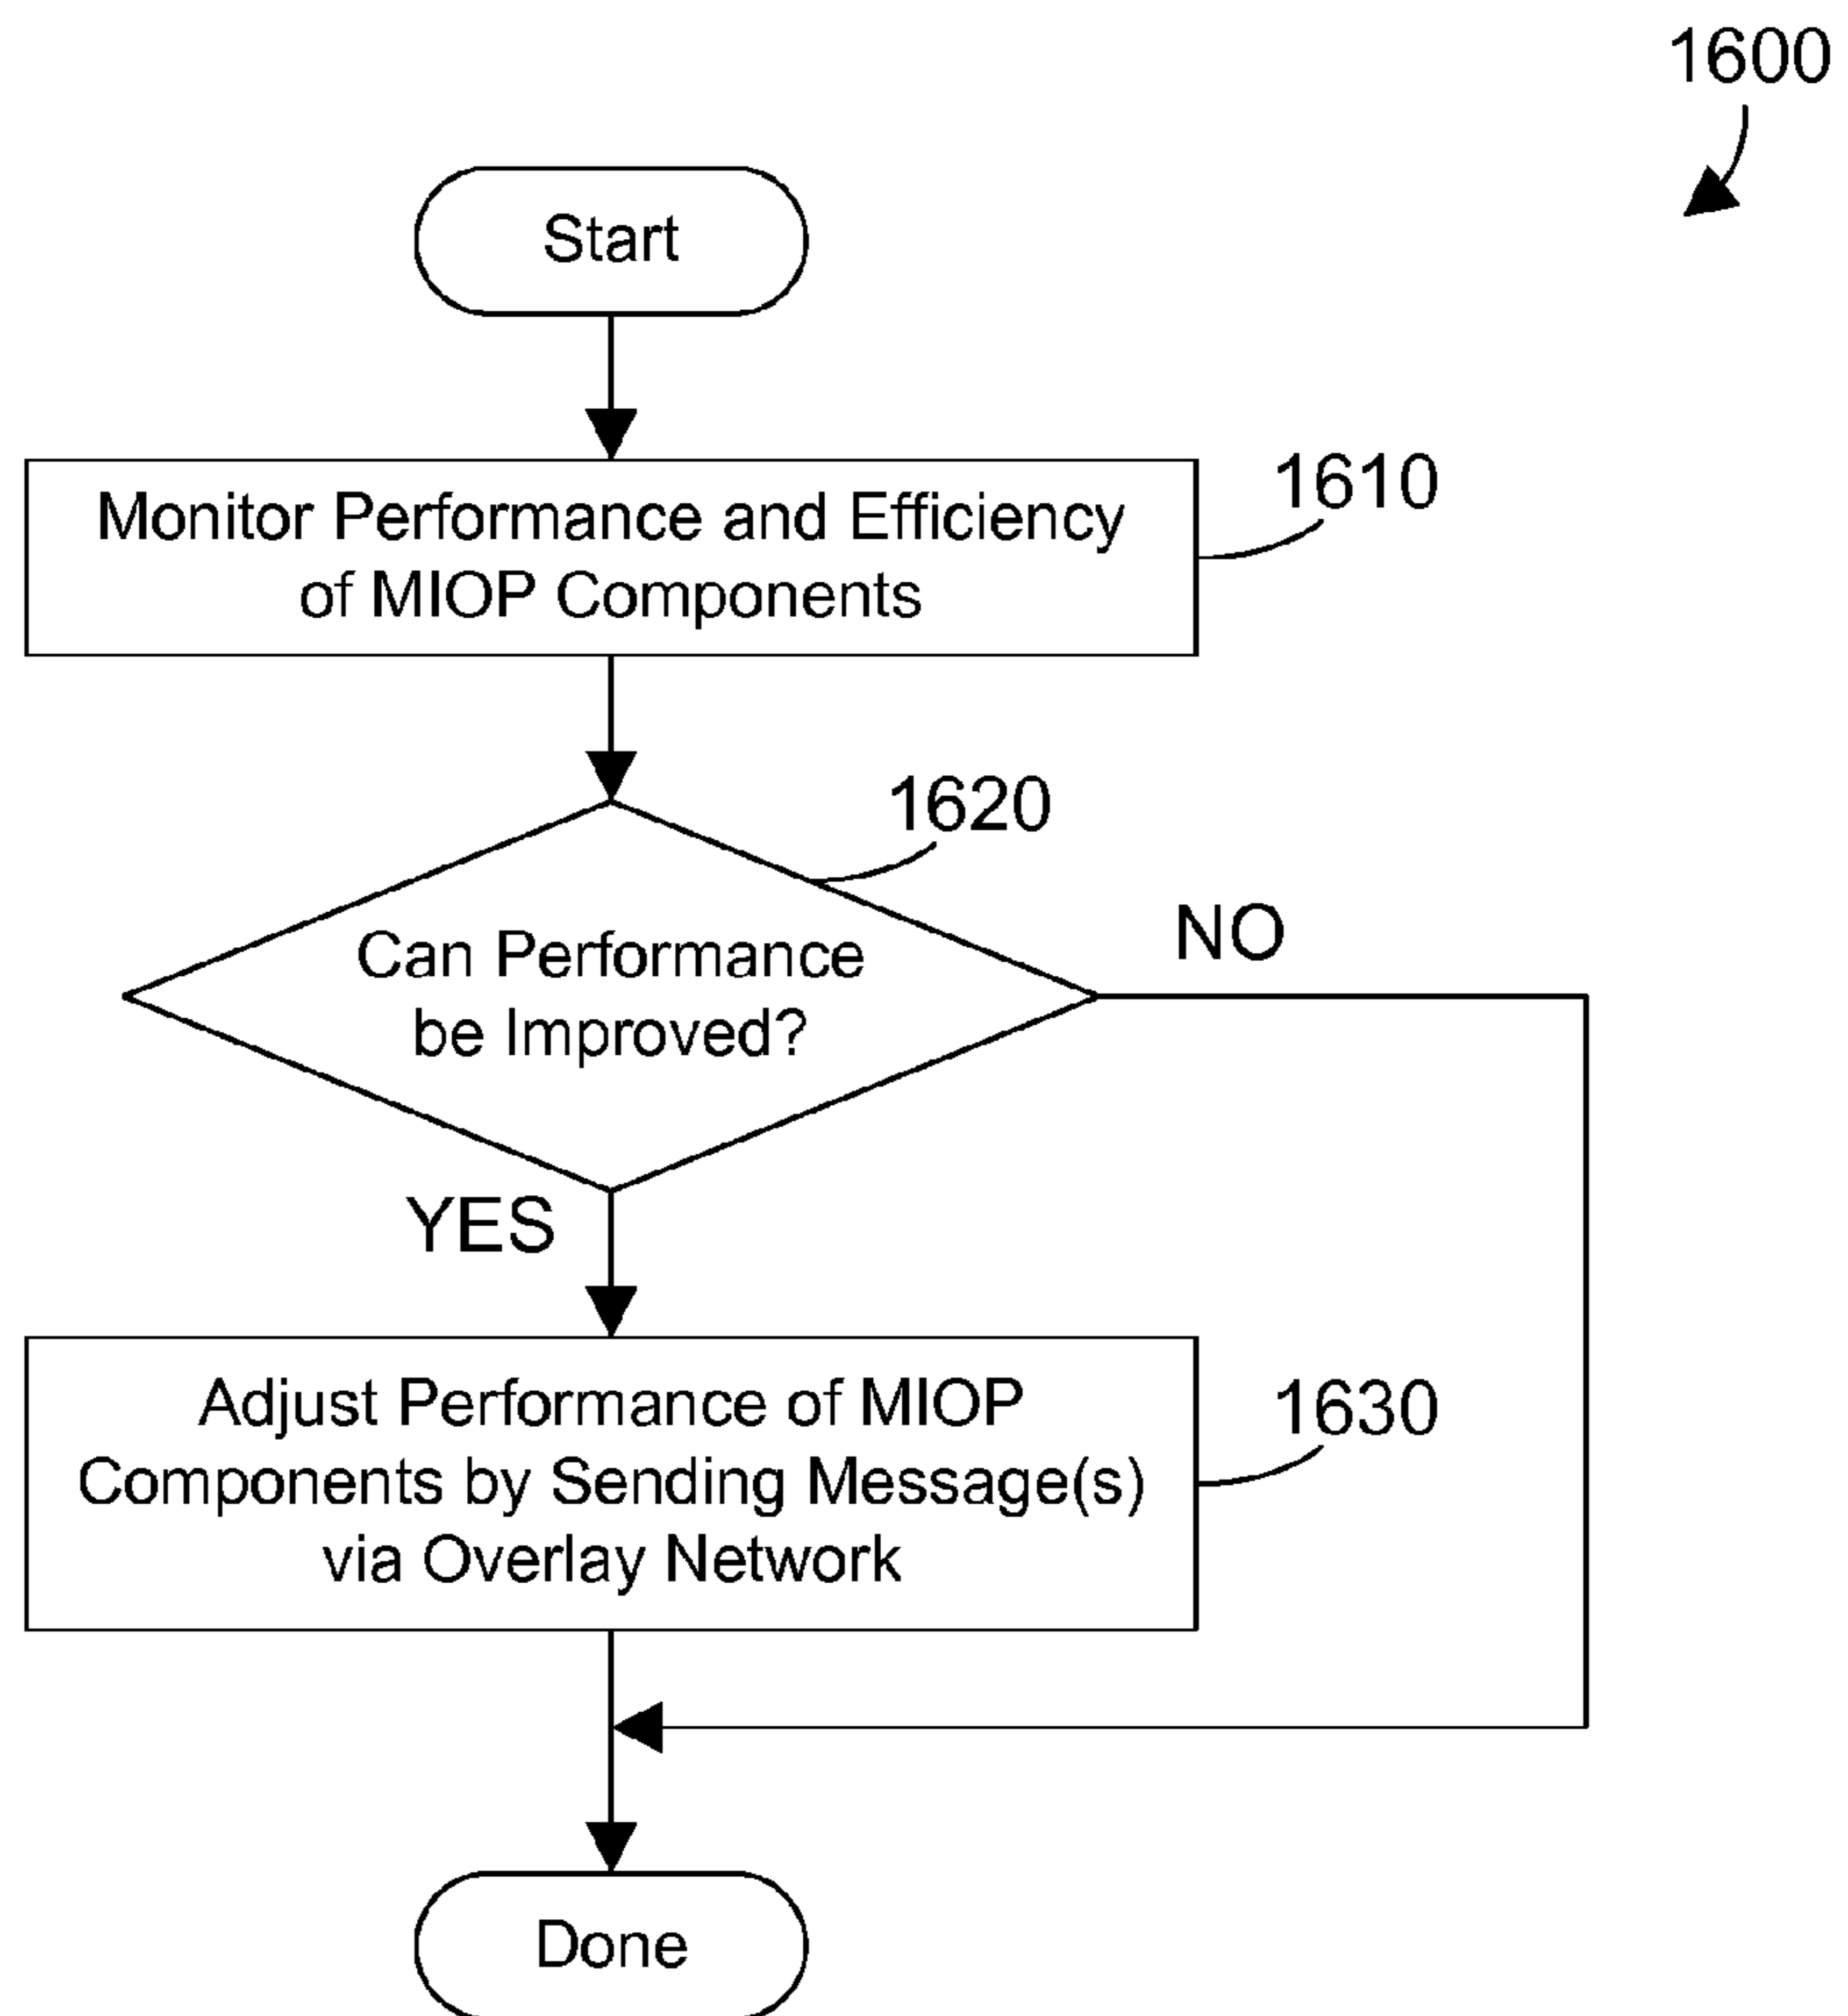 1600
Start
Monitor Performance and Efficiency
of MIOP Components
1610
1620
Can Performance
be Improved?
NO
YES
Adjust Performance of MIOP
Components by Sending Message(s)
via Overlay Network
1630
Done